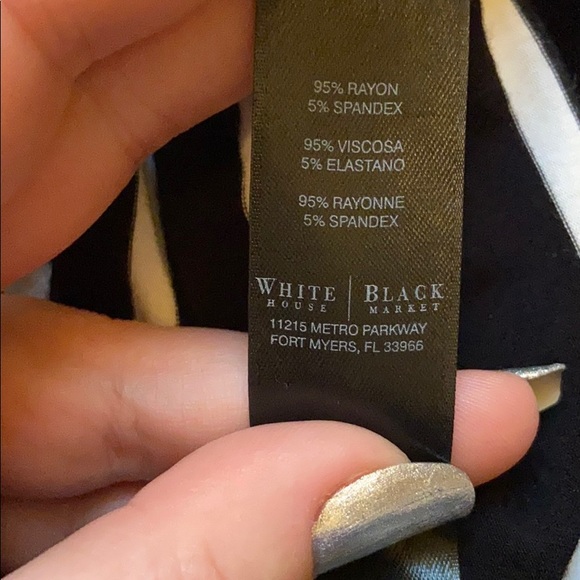 95% RAYON
5% SPANDEX
95% VISCOSA
5% ELASTANO
95% RAYONNE
5% SPANDEX
WHITE | BLACK
HOUSE MARKET
11215 METRO PARKWAY
FORT MYERS, FL 33966